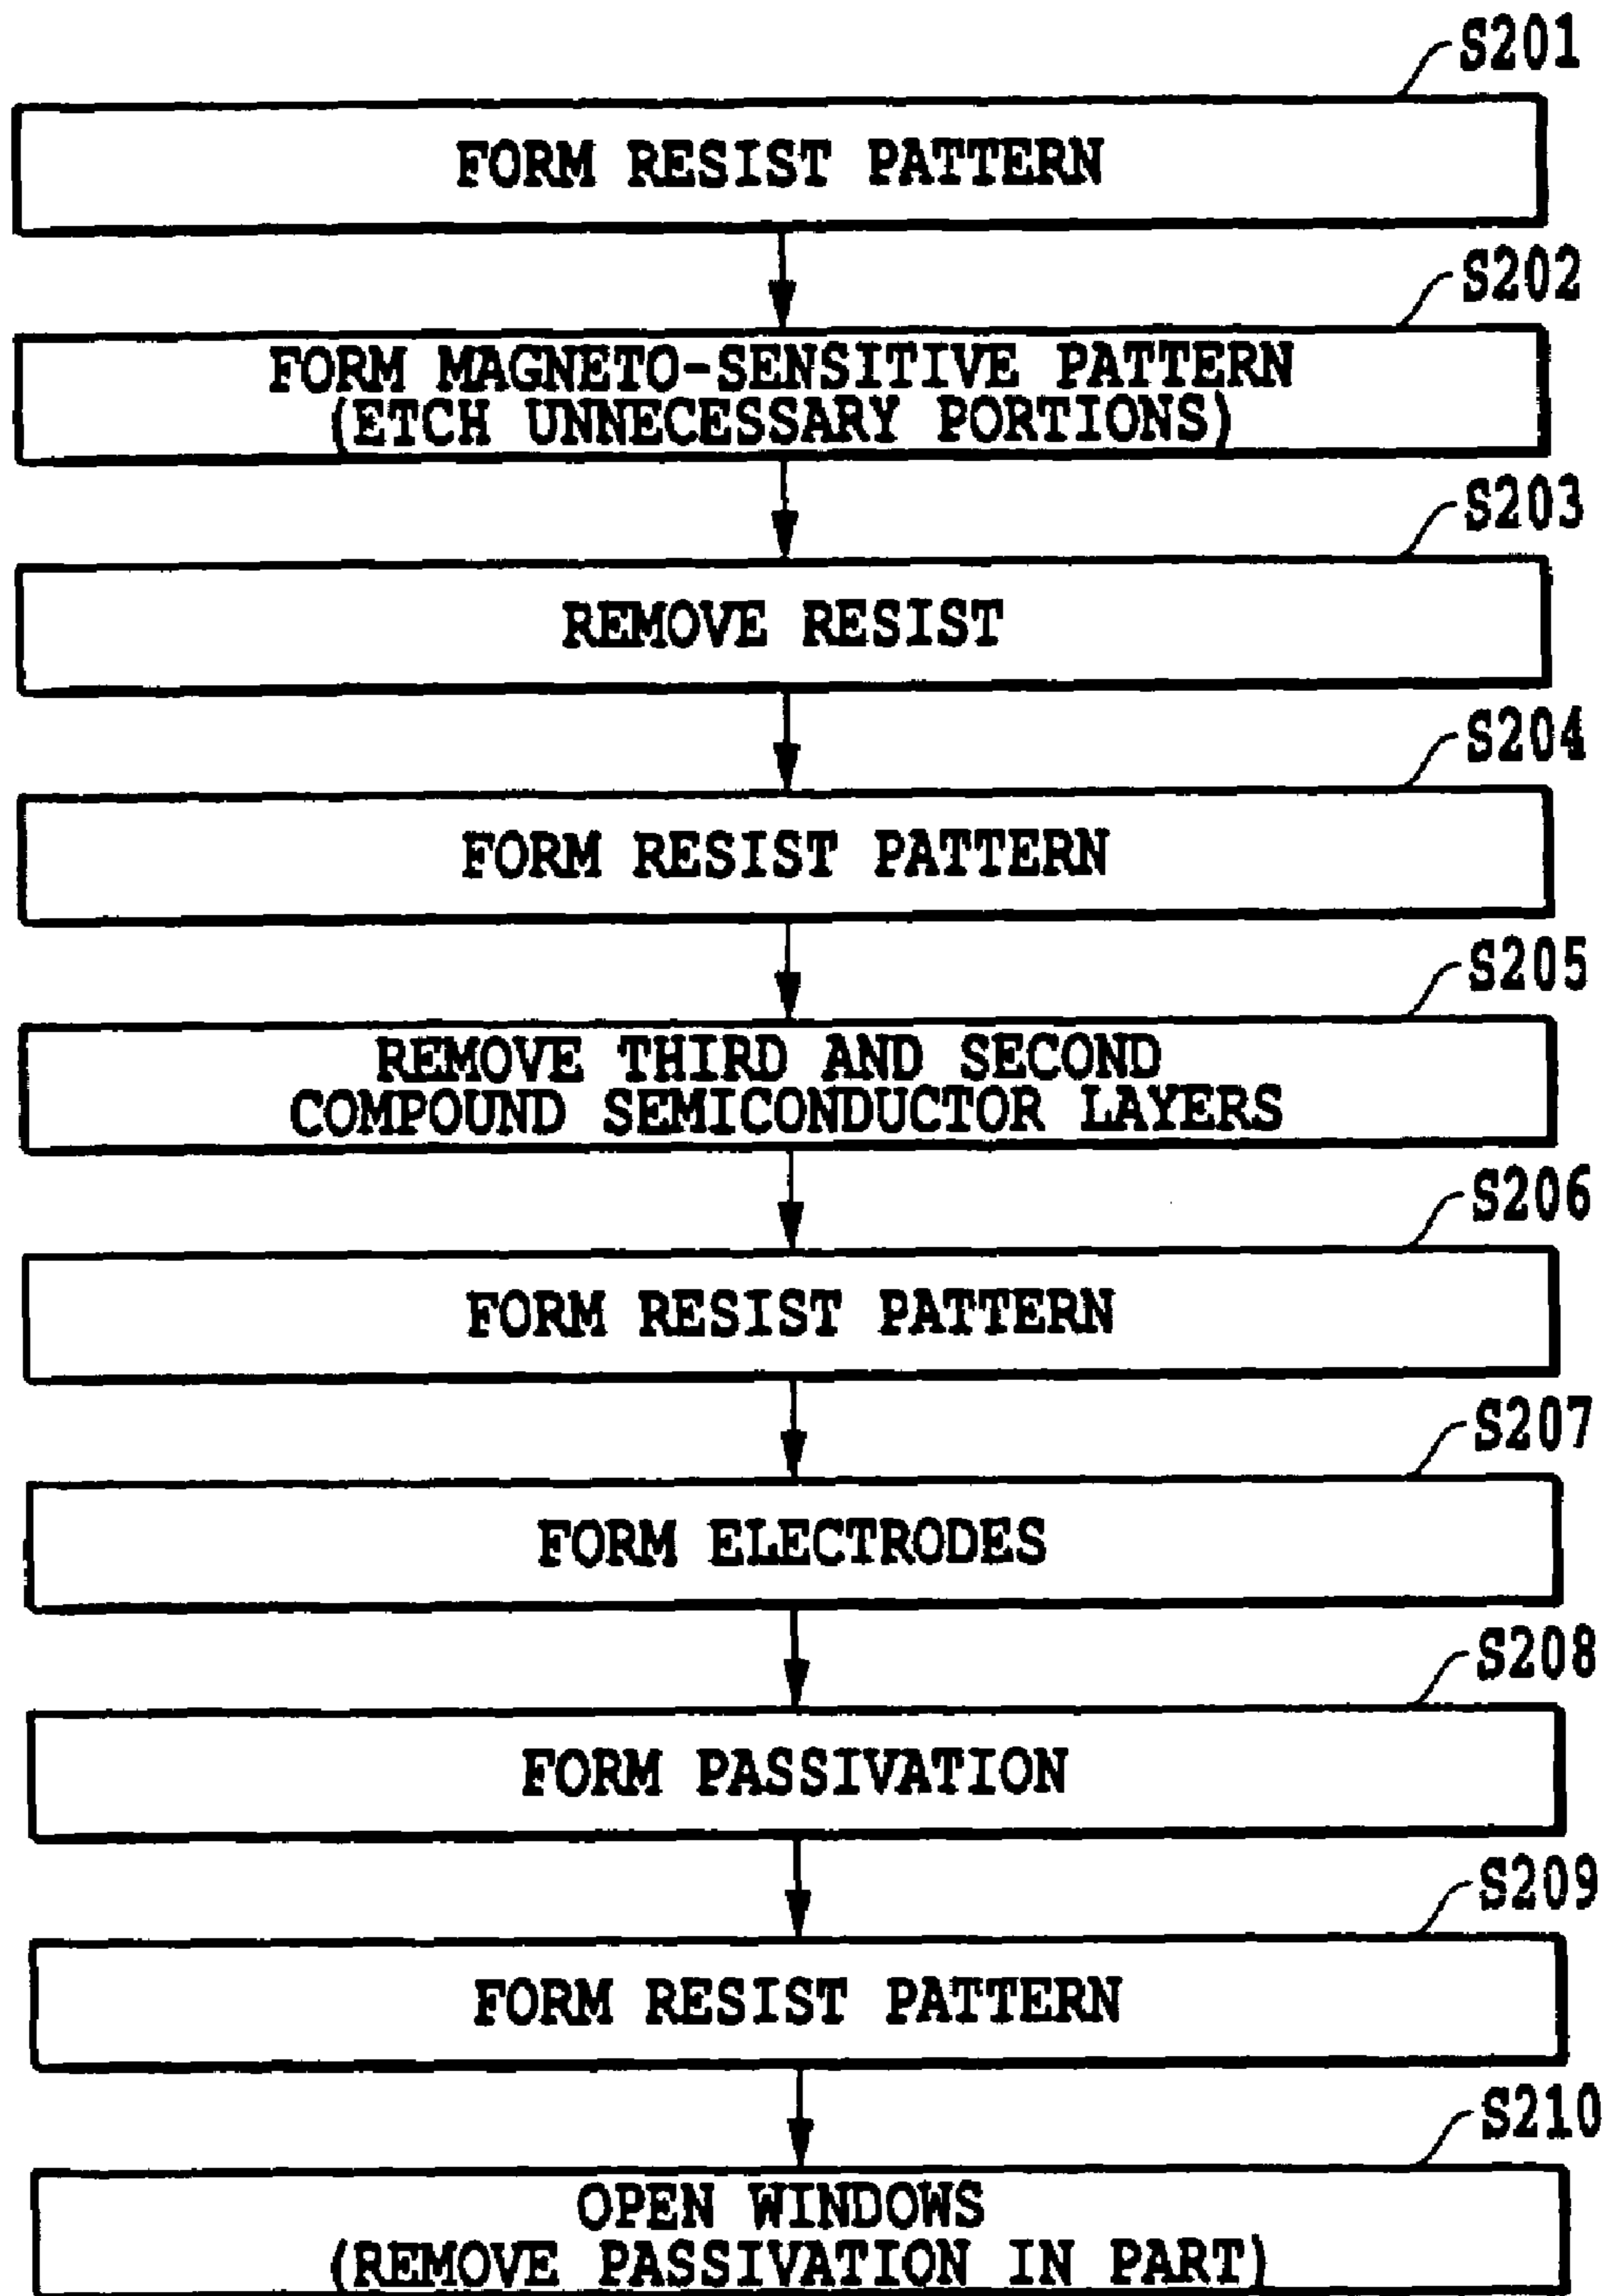 S201
FORM RESIST PATTERN
S202
FORM MAGNETO-SENSITIVE PATTERN
(ETCH UNNECESSARY PORTIONS)
S203
REMOVE RESIST
S204
FORM RESIST PATTERN
S205
REMOVE THIRD AND SECOND
COMPOUND SEMICONDUCTOR LAYERS
S206
FORM RESIST PATTERN
S207
FORM ELECTRODES
S208
FORM PASSIVATION
S209
FORM RESIST PATTERN
S210
OPEN WINDOWS
(REMOVE PASSIVATION IN PART)